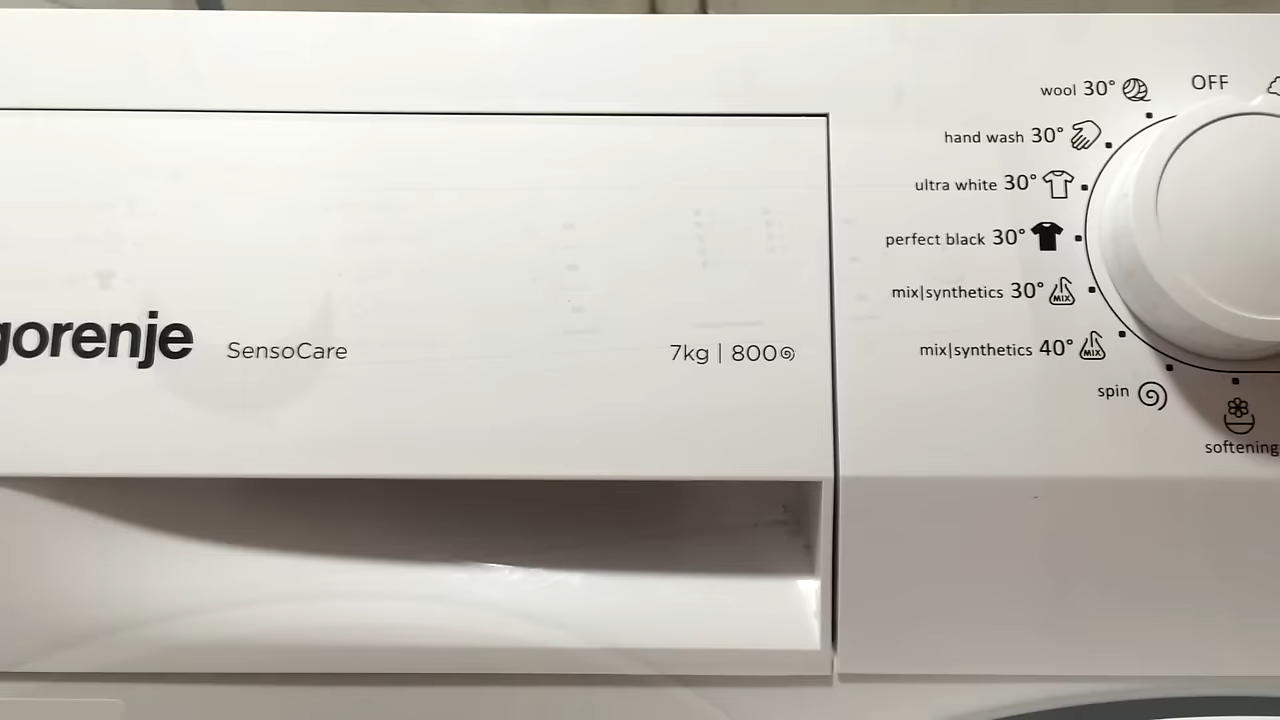 OFF
wool 30°
hand wash 30°
ultra white 30°
perfect black 30°
mix|synthetics 30° MIX
mix|synthetics 40° MIX
spin
softening
gorenje SensoCare
7kg | 800